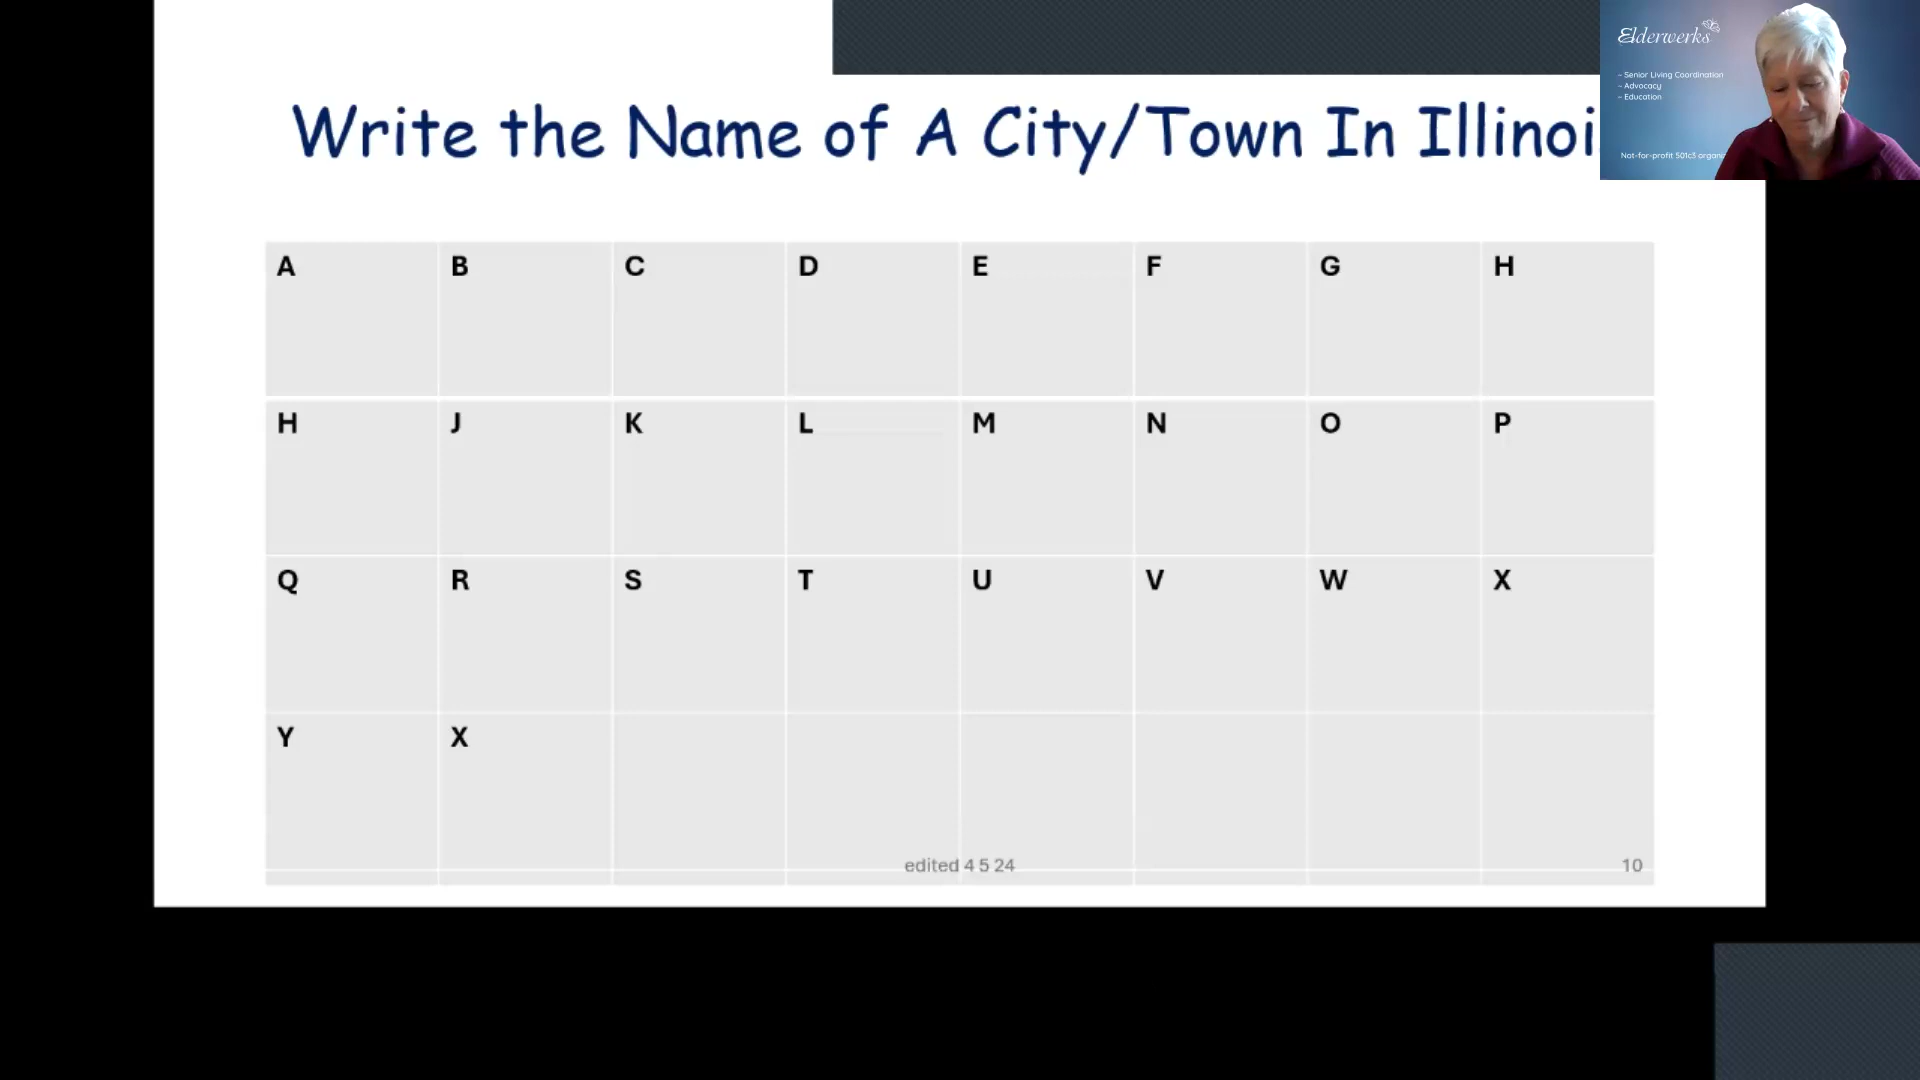 Write the Name of A City/Town In Illinoi
Elderwerks
– Senior Living Coordination
– Advocacy
– Education
Not-for-profit 501c3
A B C D E F G H
H J K L M N O P
Q R S T U V W X
Y X
edited 4 5 24
10